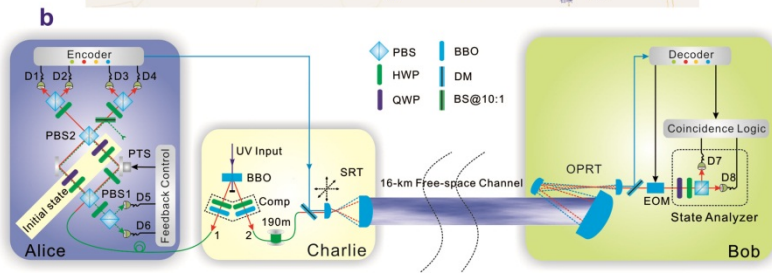 b
Encoder
D1
D2
D3
D4
PBS2
PTS
Initial state
PBS1
D5
D6
Feedback Control
Alice
PBS
HWP
QWP
BBO
DM
BS@10:1
UV Input
BBO
Comp
190m
1
2
SRT
Charlie
16-km Free-space Channel
OPRT
Decoder
Coincidence Logic
D7
D8
EOM
State Analyzer
Bob